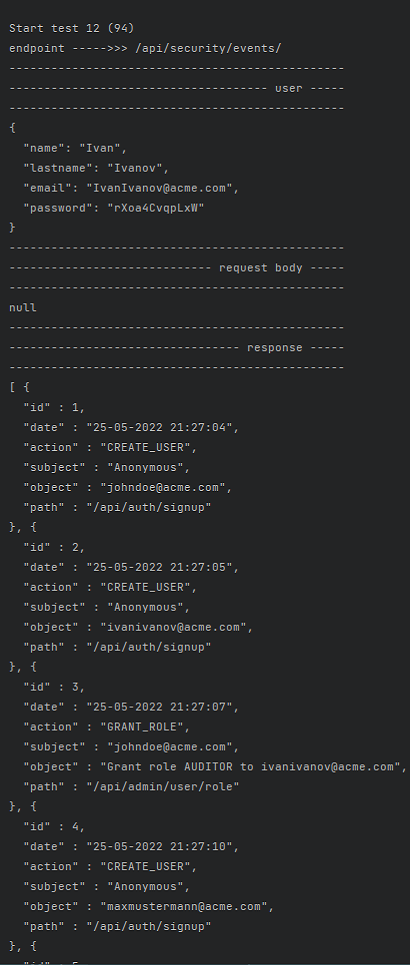 Start test 12 (94)
endpoint ----->>> /api/security/events/
------------------------------------------------
------------------------------------- user -----
------------------------------------------------
{
  "name": "Ivan",
  "lastname": "Ivanov",
  "email": "IvanIvanov@acme.com",
  "password": "rXoa4CvqpLxW"
}
------------------------------------------------
----------------------------- request body -----
------------------------------------------------
null
------------------------------------------------
--------------------------------- response -----
------------------------------------------------
[ {
  "id" : 1,
  "date" : "25-05-2022 21:27:04",
  "action" : "CREATE_USER",
  "subject" : "Anonymous",
  "object" : "johndoe@acme.com",
  "path" : "/api/auth/signup"
}, {
  "id" : 2,
  "date" : "25-05-2022 21:27:05",
  "action" : "CREATE_USER",
  "subject" : "Anonymous",
  "object" : "ivanivanov@acme.com",
  "path" : "/api/auth/signup"
}, {
  "id" : 3,
  "date" : "25-05-2022 21:27:07",
  "action" : "GRANT_ROLE",
  "subject" : "johndoe@acme.com",
  "object" : "Grant role AUDITOR to ivanivanov@acme.com",
  "path" : "/api/admin/user/role"
}, {
  "id" : 4,
  "date" : "25-05-2022 21:27:10",
  "action" : "CREATE_USER",
  "subject" : "Anonymous",
  "object" : "maxmustermann@acme.com",
  "path" : "/api/auth/signup"
}, {